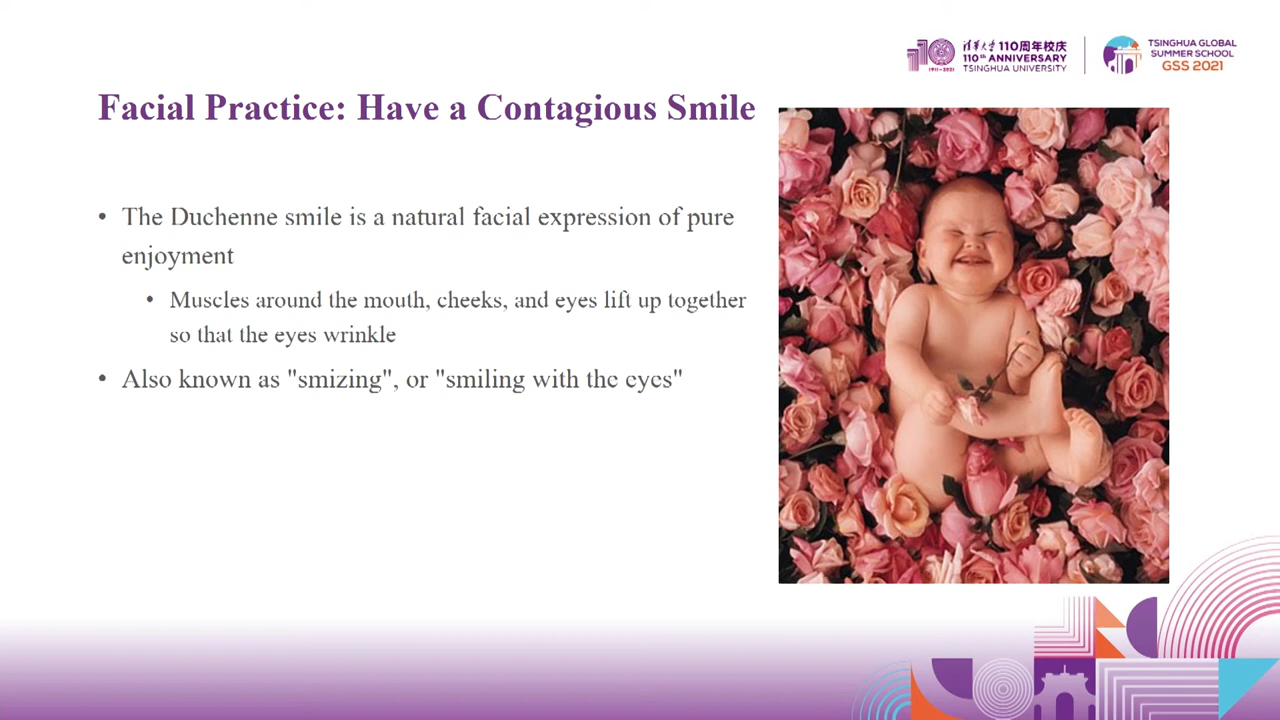 清華大学 110周年校庆
110th ANNIVERSARY
1911-2021 TSINGHUA UNIVERSITY
TSINGHUA GLOBAL
SUMMER SCHOOL
GSS 2021
Facial Practice: Have a Contagious Smile
• The Duchenne smile is a natural facial expression of pure
enjoyment
• Muscles around the mouth, cheeks, and eyes lift up together
so that the eyes wrinkle
• Also known as "smizing", or "smiling with the eyes"